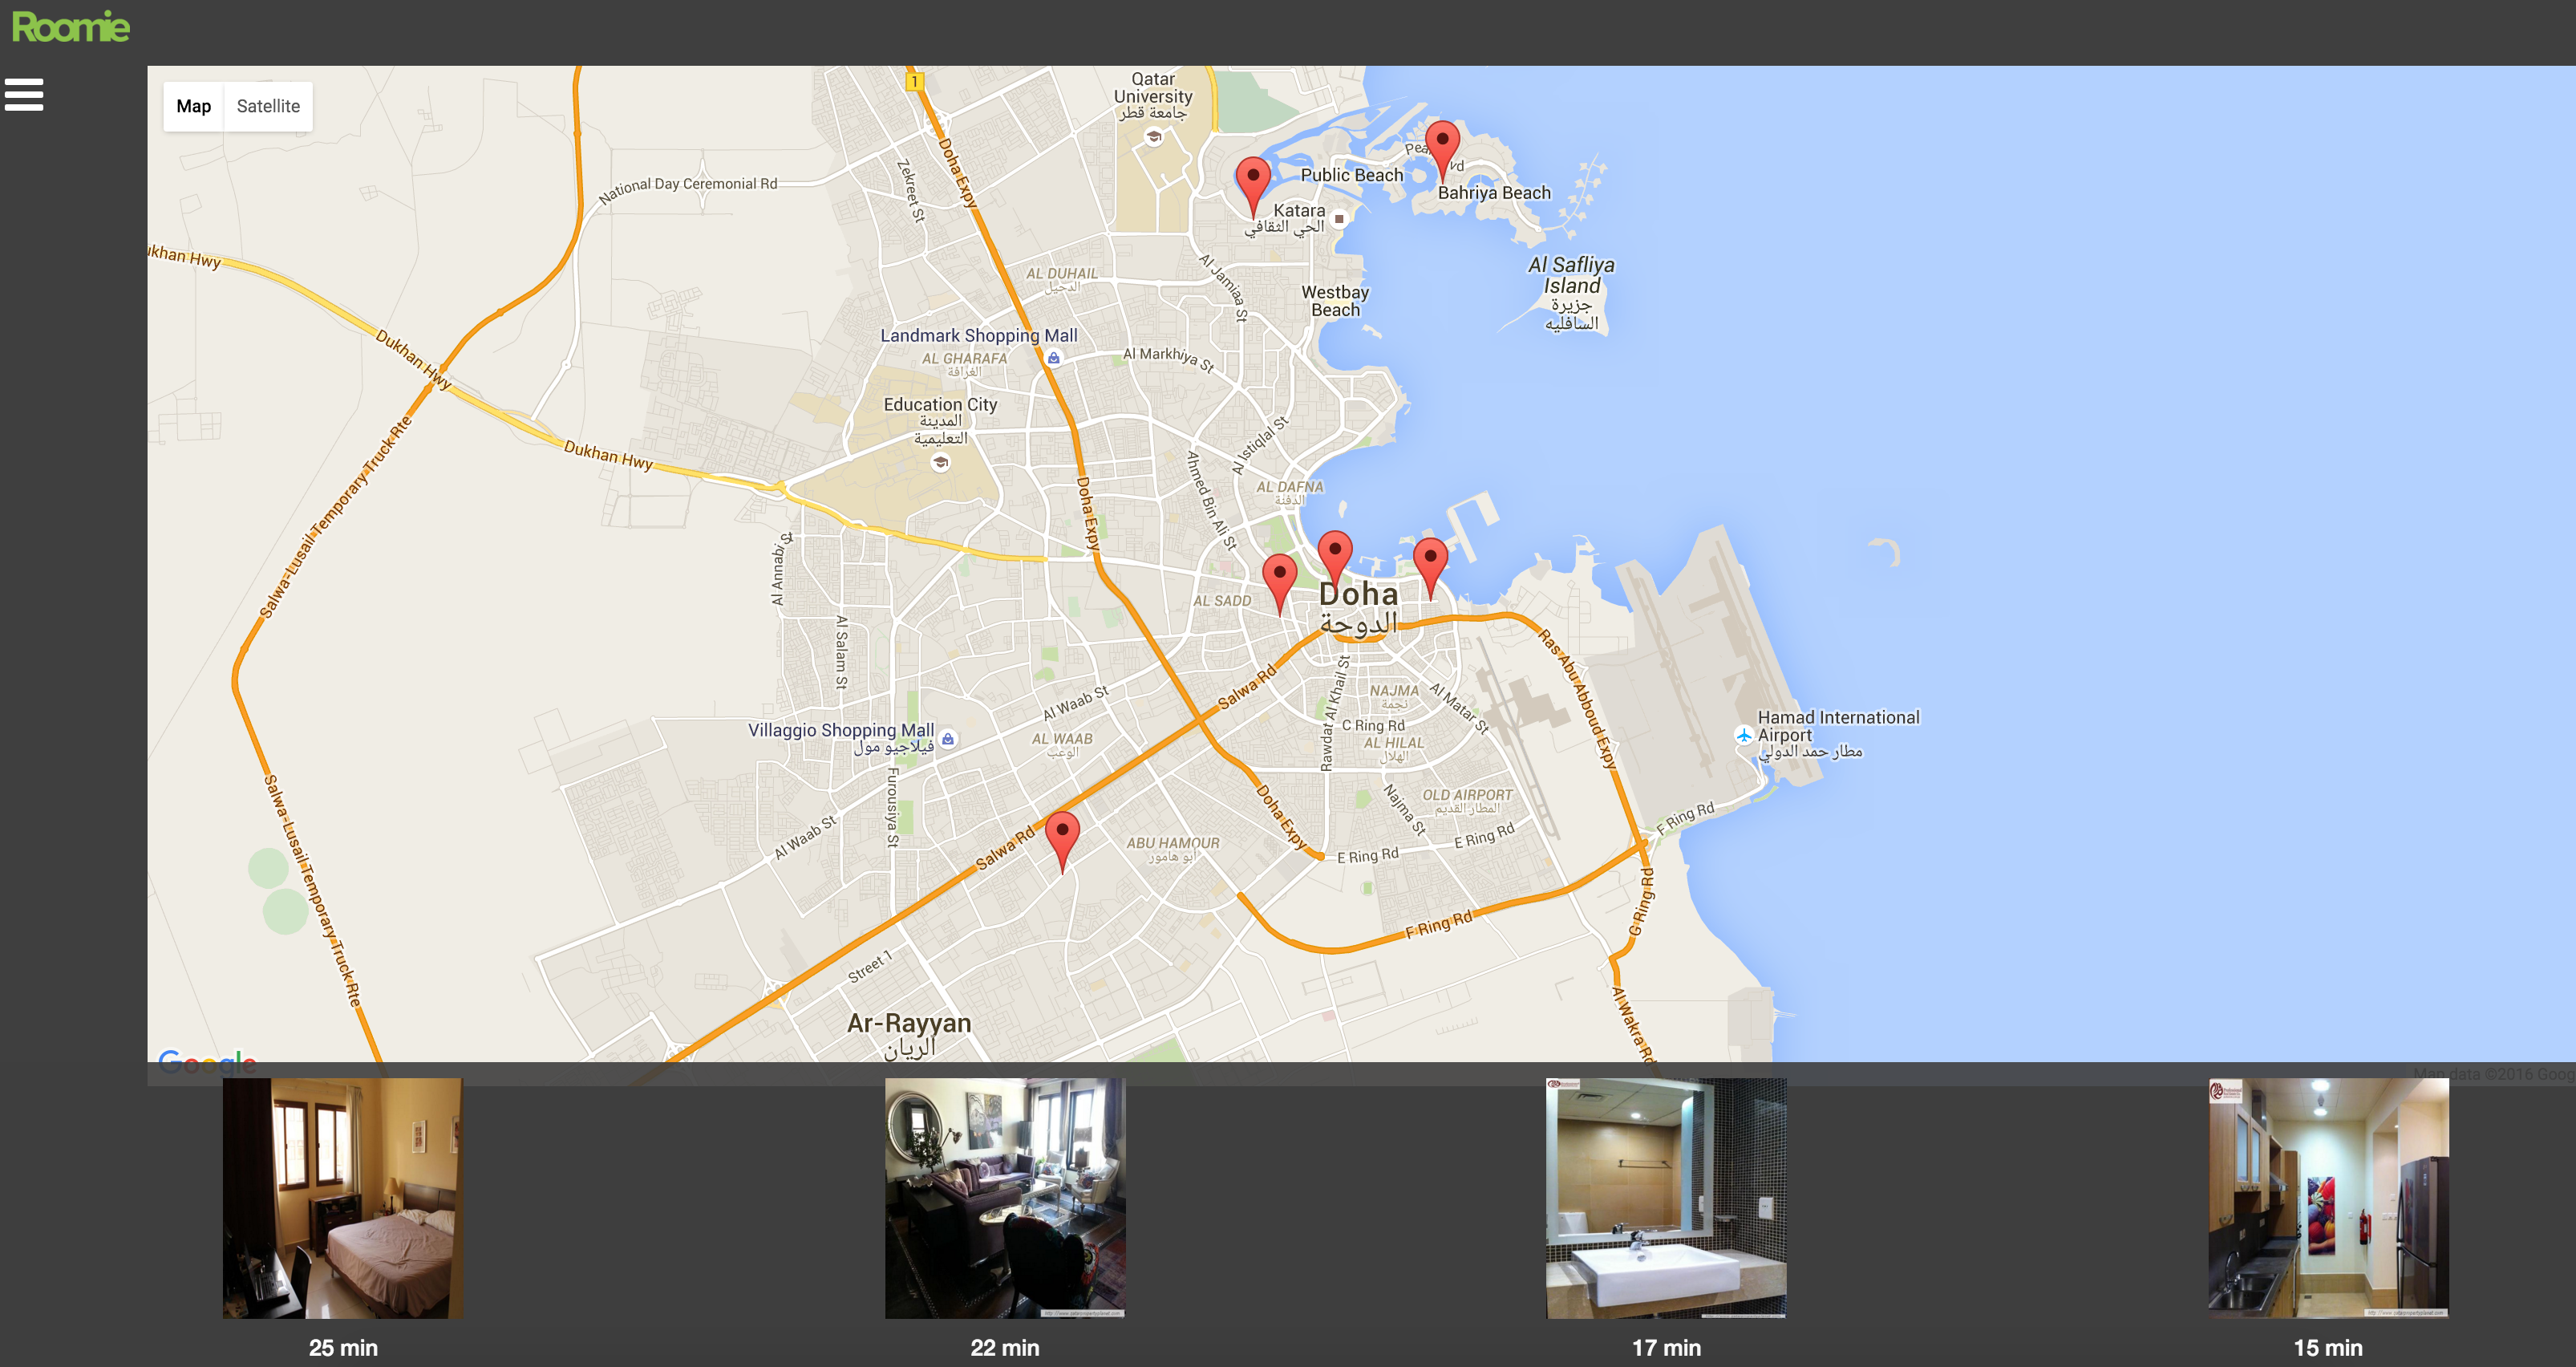 Roomie
Map
Satellite
1
Qatar
University
جامعة قطر
Doha Expy
Zekreet St
National Day Ceremonial Rd
Public Beach
Bahriya Beach
Katara
الحي الثقافي
ukhan Hwy
Al Jamiaa St
Al Safliya
Island
جزيرة
السافليه
AL DUHAIL
الدحيل
Westbay
Beach
Landmark Shopping Mall
AL GHARAFA
الغرافة
Al Markhiya St
Dukhan Hwy
Education City
المدينة
التعليمية
Dukhan Hwy
Al Istiqlal St
Ahmed Bin Ali St
AL DAFNA
الدفنة
Doha Expy
Salwa-Lusail Temporary Truck Rte
Al Annabi St
AL SADD
Doha
الدوحة
Al Salam St
Salwa Rd
Ras Abu Abboud Expy
Rawdat Al Khail St
NAJMA
نجمة
Al Matar St
Al Waab St
C Ring Rd
Hamad International
Airport
مطار حمد الدولي
Villaggio Shopping Mall
فيلاجيو مول
AL WAAB
الوعب
AL HILAL
الهلال
Furousiya St
Doha Expy
Najma St
OLD AIRPORT
المطار القديم
F Ring Rd
Al Waab St
Salwa Rd
ABU HAMOUR
أبو هامور
E Ring Rd
E Ring Rd
Salwa-Lusail Temporary Truck Rte
F Ring Rd
G Ring Rd
Street 1
Al Wakra Rd
Ar-Rayyan
الريان
Google
Map data ©2016 Goog
25 min
22 min
17 min
15 min